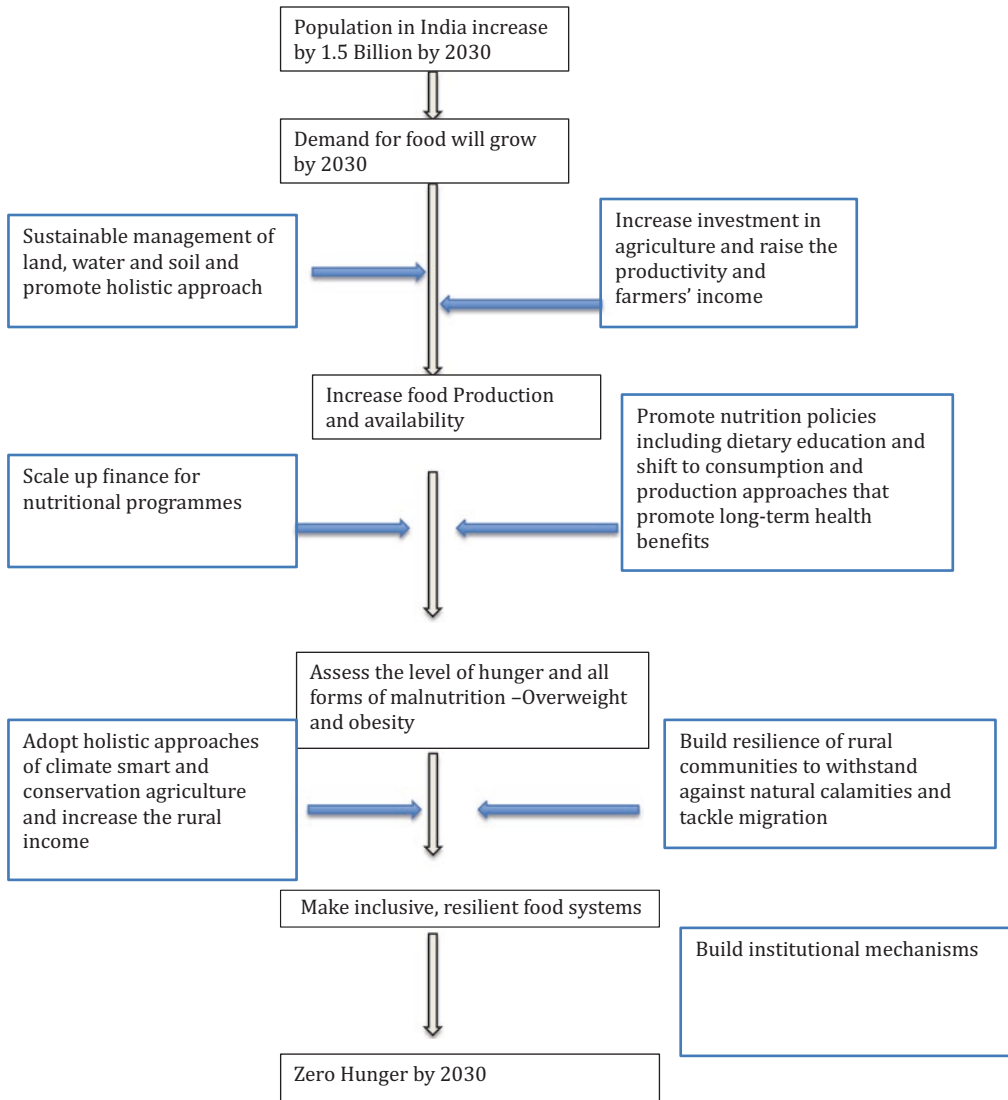 Population in India increase
by 1.5 Billion by 2030
Demand for food will grow
by 2030
Sustainable management of
land, water and soil and
promote holistic approach
Increase investment in
agriculture and raise the
productivity and
farmers’ income
Increase food Production
and availability
Scale up finance for
nutritional programmes
Promote nutrition policies
including dietary education and
shift to consumption and
production approaches that
promote long-term health
benefits
Assess the level of hunger and all
forms of malnutrition –Overweight
and obesity
Adopt holistic approaches
of climate smart and
conservation agriculture
and increase the rural
income
Build resilience of rural
communities to withstand
against natural calamities and
tackle migration
Make inclusive, resilient food systems
Build institutional mechanisms
Zero Hunger by 2030